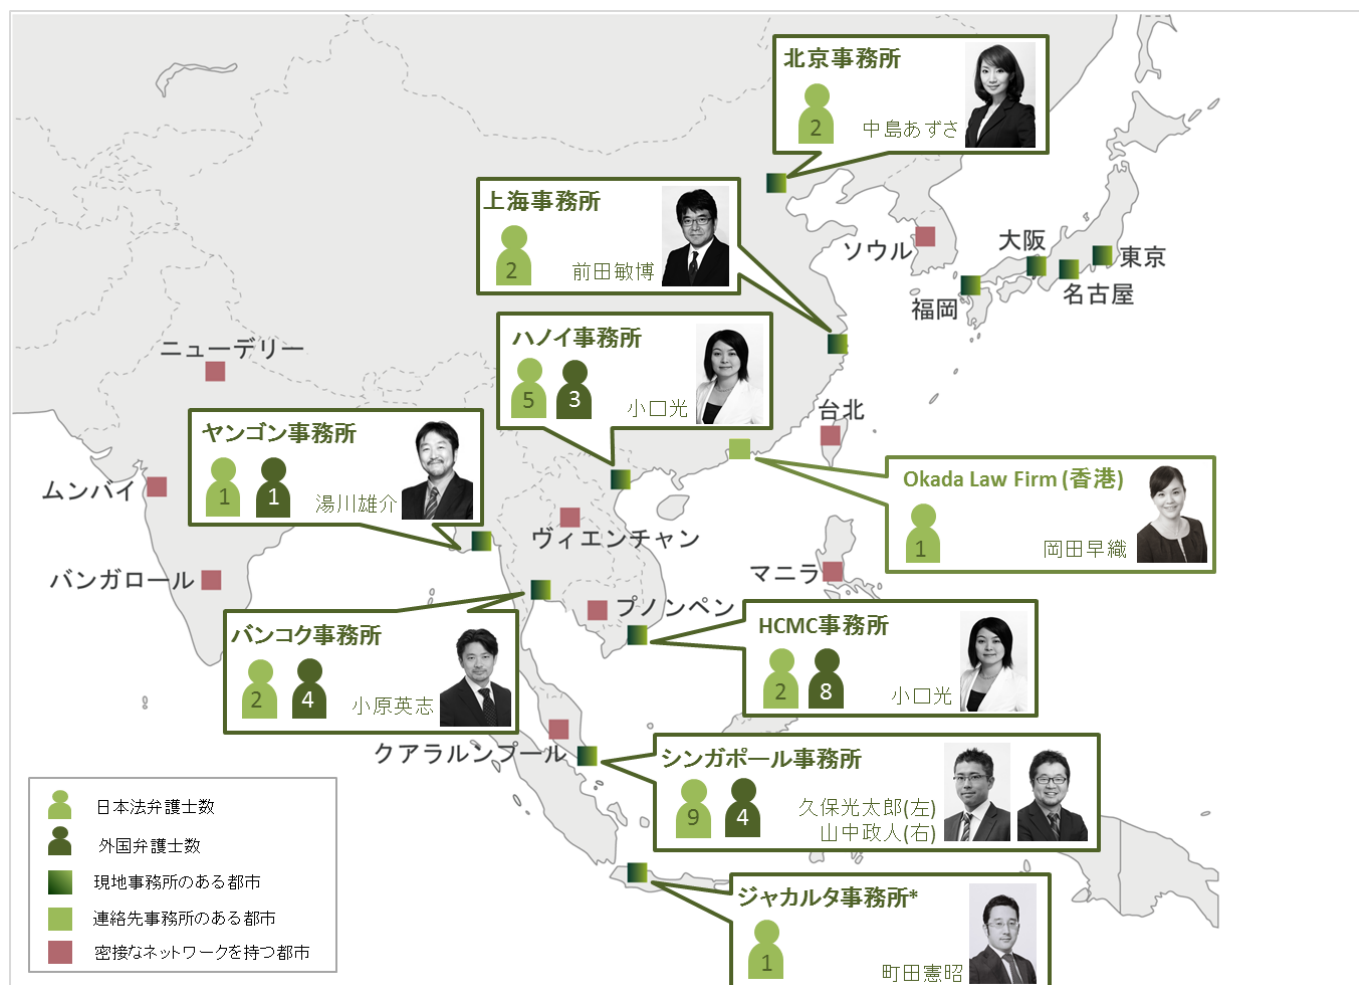 北京事務所
2
中島あずさ
上海事務所
2
前田敏博
ソウル
大阪
東京
名古屋
福岡
ハノイ事務所
5 3
小口光
ニューデリー
台北
ヤンゴン事務所
1 1
湯川雄介
ムンバイ
Okada Law Firm (香港)
1
岡田早織
ヴィエンチャン
バンガロール
マニラ
プノンペン
バンコク事務所
2 4
小原英志
HCMC事務所
2 8
小口光
クアラルンプール
シンガポール事務所
9 4
久保光太郎(左)
山中政人(右)
ジャカルタ事務所*
1
町田憲昭
日本法弁護士数
外国弁護士数
現地事務所のある都市
連絡先事務所のある都市
密接なネットワークを持つ都市